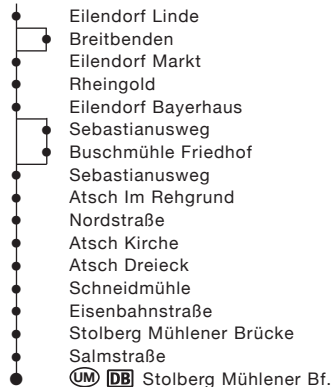 Eilendorf Linde
Breitbenden
Eilendorf Markt
Rheingold
Eilendorf Bayerhaus
Sebastianusweg
Buschmühle Friedhof
Sebastianusweg
Atsch Im Rehgrund
Nordstraße
Atsch Kirche
Atsch Dreieck
Schneidmühle
Eisenbahnstraße
Stolberg Mühlener Brücke
Salmstraße
UM DB Stolberg Mühlener Bf.